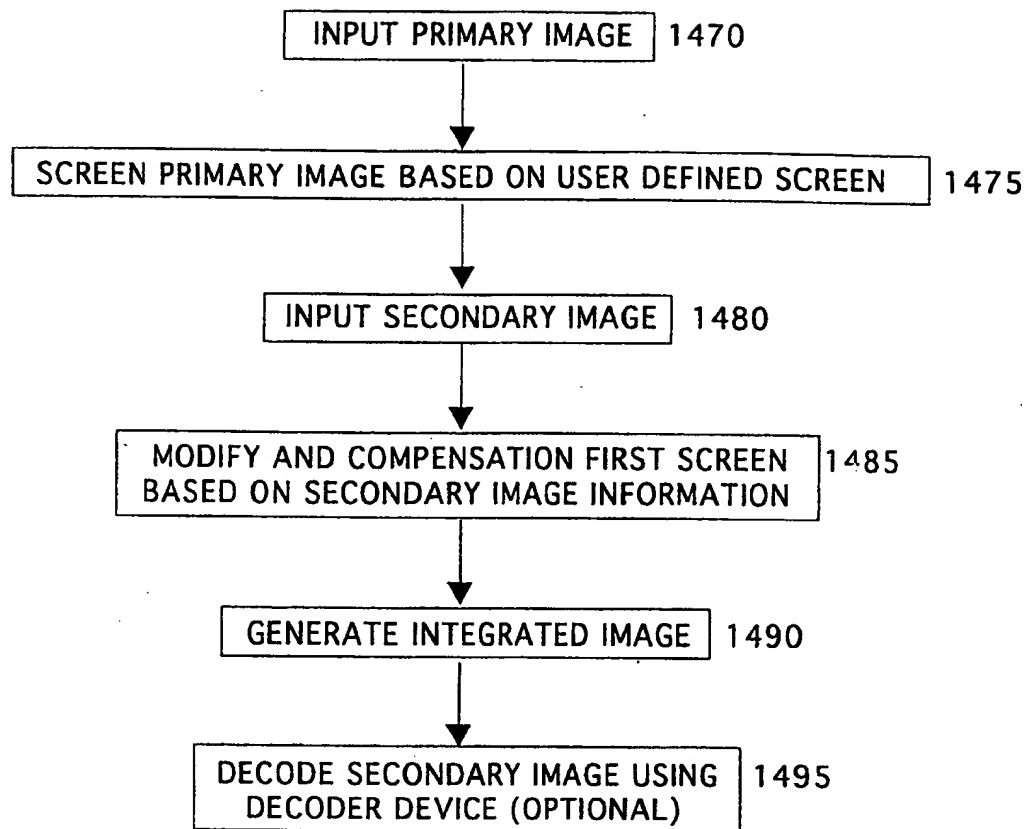 INPUT PRIMARY IMAGE 1470
SCREEN PRIMARY IMAGE BASED ON USER DEFINED SCREEN 1475
INPUT SECONDARY IMAGE 1480
MODIFY AND COMPENSATION FIRST SCREEN 1485
BASED ON SECONDARY IMAGE INFORMATION
GENERATE INTEGRATED IMAGE 1490
DECODE SECONDARY IMAGE USING 1495
DECODER DEVICE (OPTIONAL)